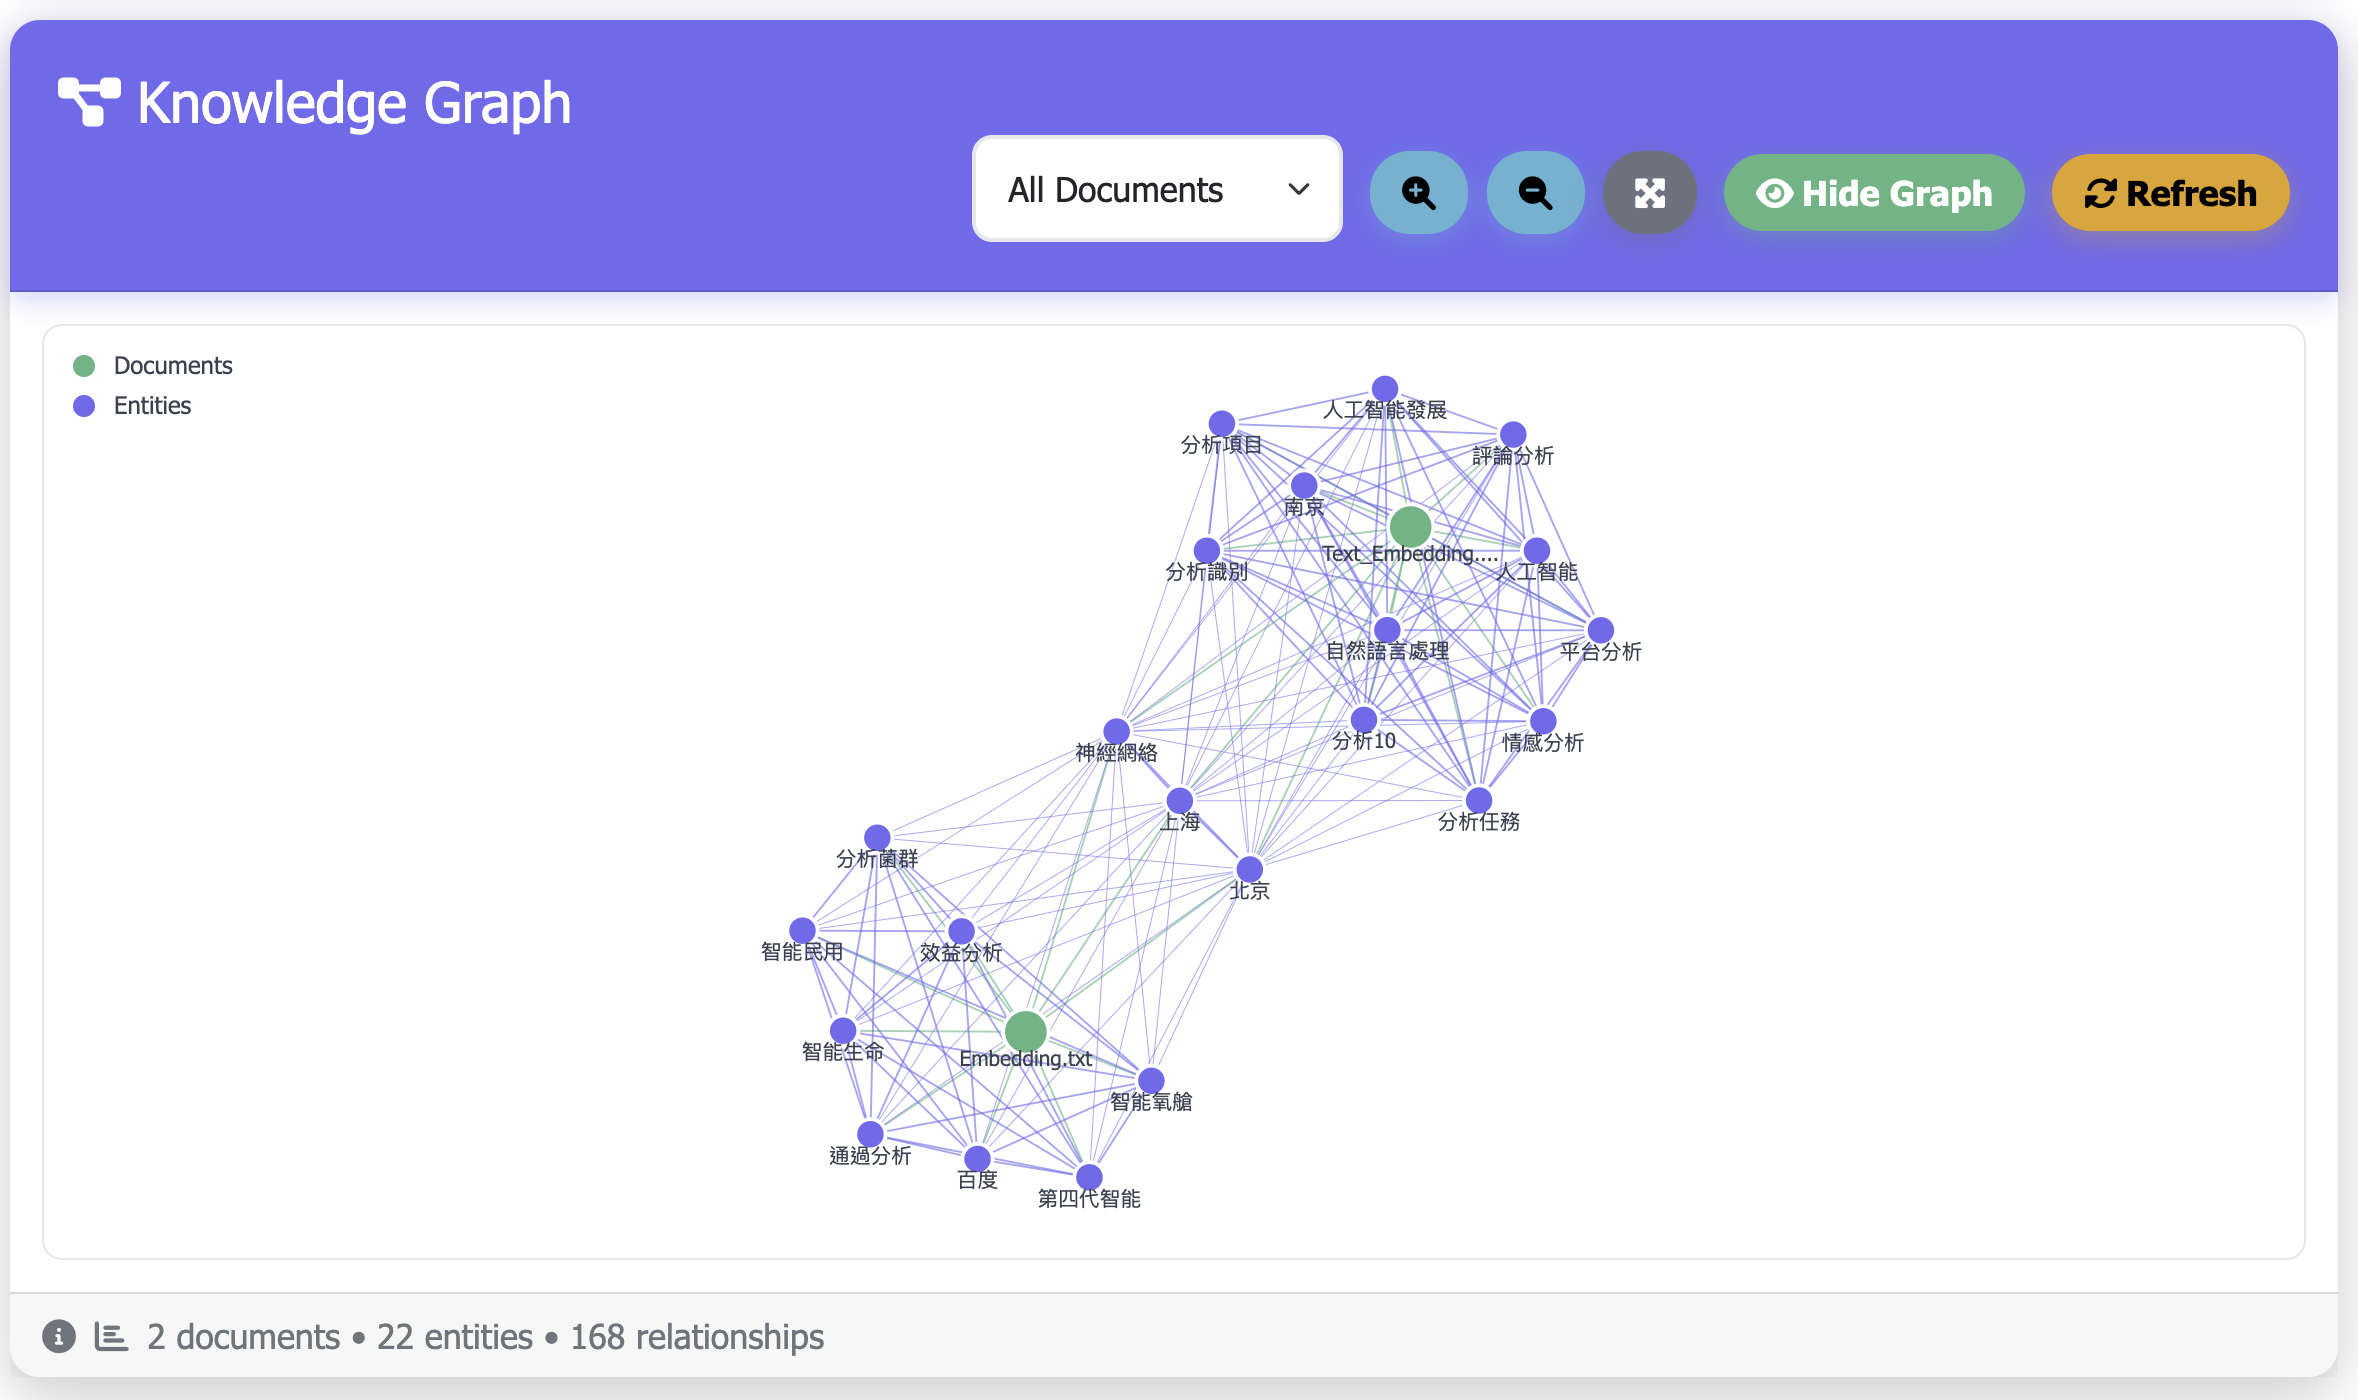 Knowledge Graph
All Documents
Hide Graph
Refresh
Documents
Entities
人工智能發展
分析項目
評論分析
南京
Text_Embedding....
分析識別
人工智能
自然語言處理
平台分析
分析10
情感分析
神經網絡
上海
分析任務
分析菌群
北京
智能民用
效益分析
智能生命
Embedding.txt
智能氧艙
通過分析
百度
第四代智能
2 documents • 22 entities • 168 relationships